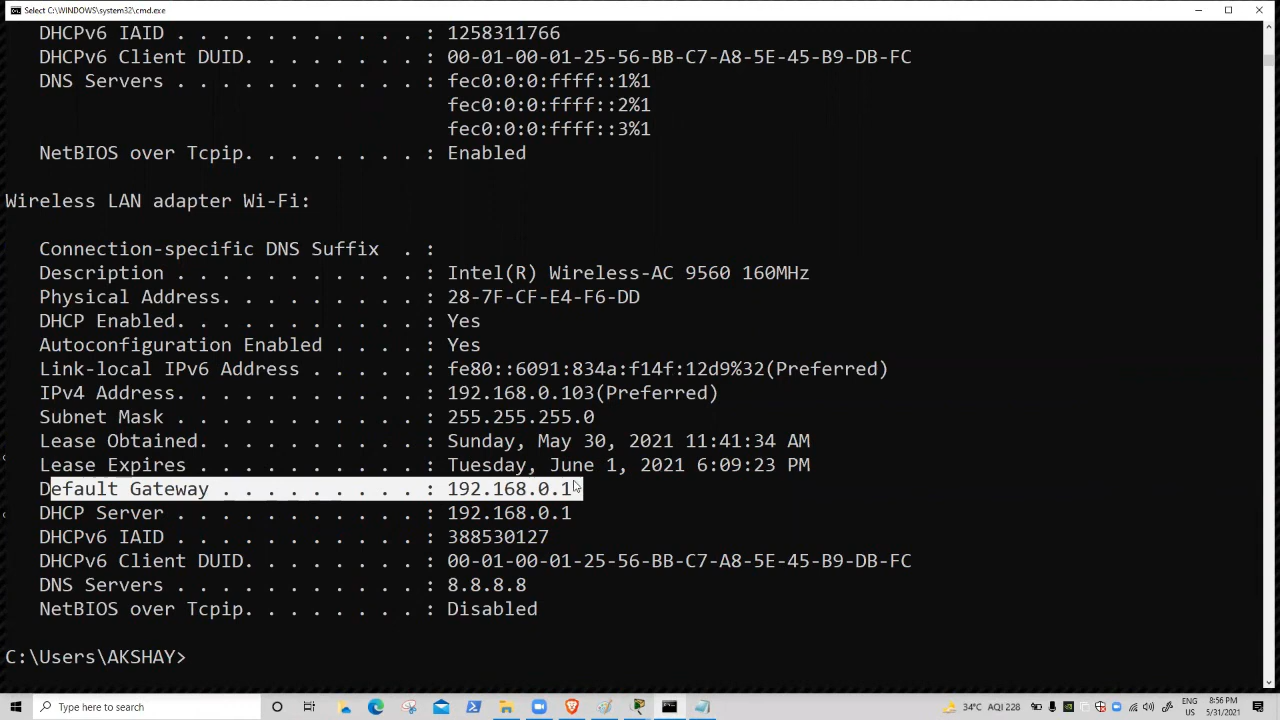 Select C:\WINDOWS\system32\cmd.exe
DHCPv6 IAID . . . . . . . . . . . : 1258311766
DHCPv6 Client DUID. . . . . . . . : 00-01-00-01-25-56-BB-C7-A8-5E-45-B9-DB-FC
DNS Servers . . . . . . . . . . . : fec0:0:0:ffff::1%1
fec0:0:0:ffff::2%1
fec0:0:0:ffff::3%1
NetBIOS over Tcpip. . . . . . . . : Enabled
Wireless LAN adapter Wi-Fi:
Connection-specific DNS Suffix . :
Description . . . . . . . . . . . : Intel(R) Wireless-AC 9560 160MHz
Physical Address. . . . . . . . . : 28-7F-CF-E4-F6-DD
DHCP Enabled. . . . . . . . . . . : Yes
Autoconfiguration Enabled . . . . : Yes
Link-local IPv6 Address . . . . . : fe80::6091:834a:f14f:12d9%32(Preferred)
IPv4 Address. . . . . . . . . . . : 192.168.0.103(Preferred)
Subnet Mask . . . . . . . . . . . : 255.255.255.0
Lease Obtained. . . . . . . . . . : Sunday, May 30, 2021 11:41:34 AM
Lease Expires . . . . . . . . . . : Tuesday, June 1, 2021 6:09:23 PM
Default Gateway . . . . . . . . . : 192.168.0.1
DHCP Server . . . . . . . . . . . : 192.168.0.1
DHCPv6 IAID . . . . . . . . . . . : 388530127
DHCPv6 Client DUID. . . . . . . . : 00-01-00-01-25-56-BB-C7-A8-5E-45-B9-DB-FC
DNS Servers . . . . . . . . . . . : 8.8.8.8
NetBIOS over Tcpip. . . . . . . . : Disabled
C:\Users\AKSHAY>
Type here to search
34°C AQI 228
ENG
US
8:56 PM
5/31/2021